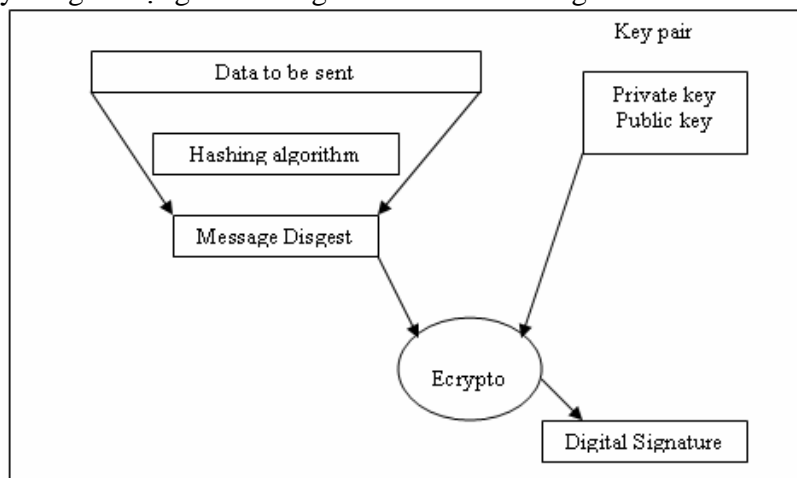 Key pair
Data to be sent
Private key
Public key
Hashing algorithm
Message Disgest
Ecrypto
Digital Signature